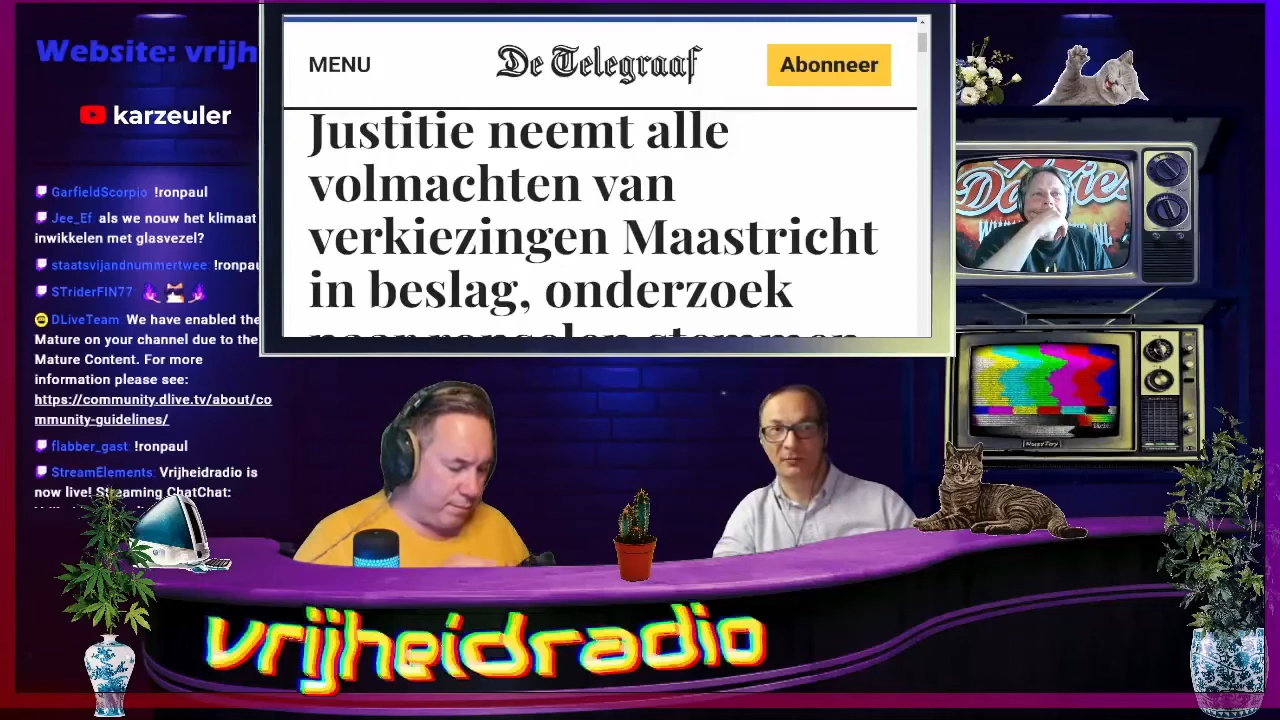 Website: vrijh
karzeuler
GarfieldScorpio !ronpaul
Jee_Ef als we nouw het klimaat
inwikkelen met glasvezel?
staatsvijandnummertwee: !ronpau
STriderFIN77
DLiveTeam: We have enabled the
Mature on your channel due to the
Mature Content. For more
information please see:
https://community.dlive.tv/about/co
mmunity-guidelines/
flabber_gast: !ronpaul
StreamElements: Vrijheidradio is
now live! Streaming ChatChat:
MENU
De Telegraaf
Abonneer
Justitie neemt alle
volmachten van
verkiezingen Maastricht
in beslag, onderzoek
naar ronselen stemmen
vrijheidradio